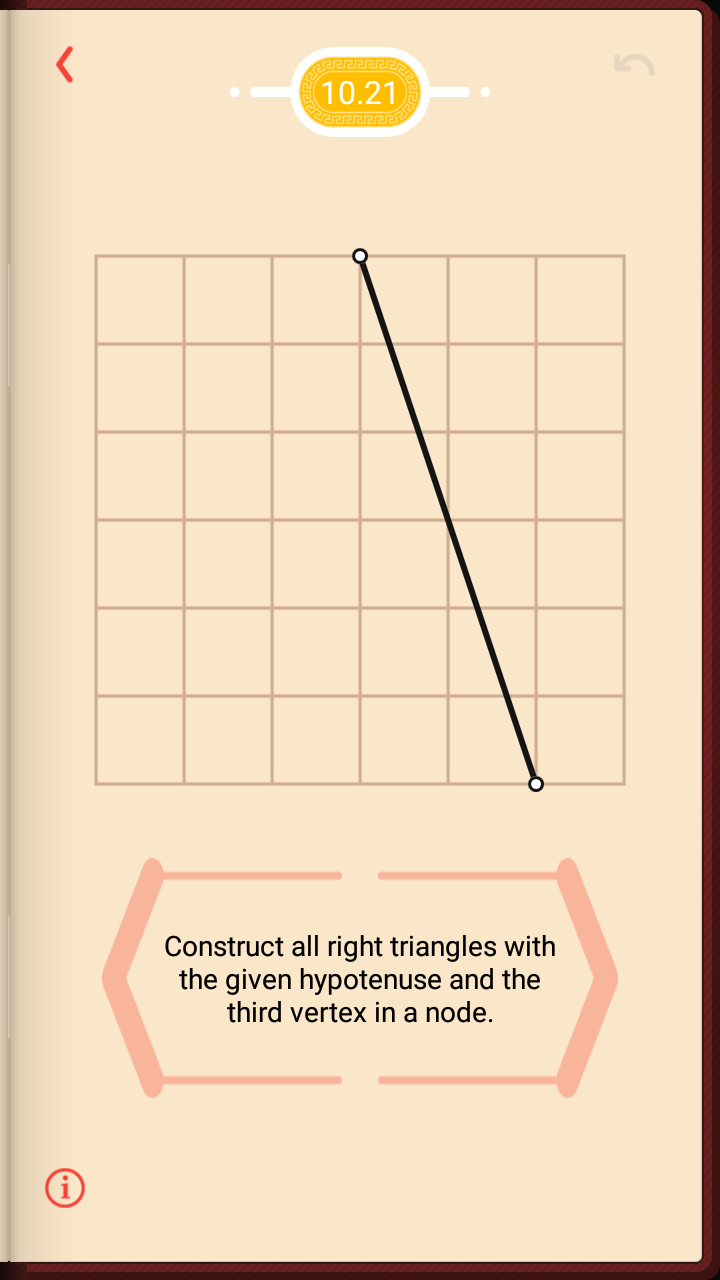 10.21
Construct all right triangles with
the given hypotenuse and the
third vertex in a node.
i